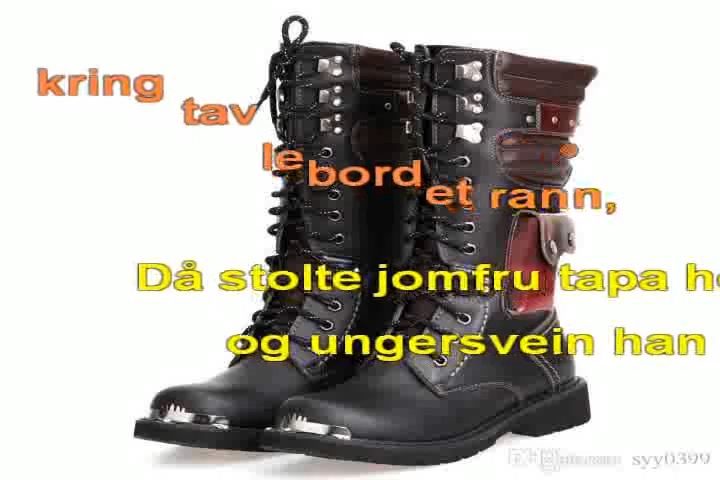 kring
tav
le
bord
et rann,
Då stolte jomfru tapa
og ungersvein han
syy0399